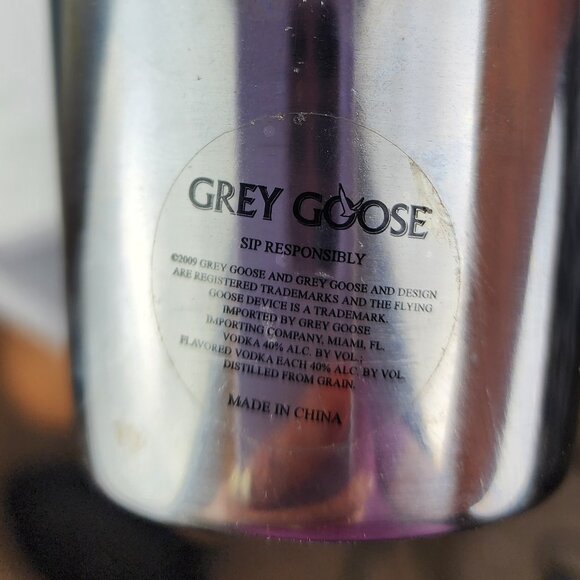 GREY GOOSE
SIP RESPONSIBLY
©2009 GREY GOOSE AND GREY GOOSE AND DESIGN
ARE REGISTERED TRADEMARKS AND THE FLYING
GOOSE DEVICE IS A TRADEMARK.
IMPORTED BY GREY GOOSE
IMPORTING COMPANY, MIAMI, FL.
VODKA 40% ALC. BY VOL.;
FLAVORED VODKA EACH 40% ALC. BY VOL.
DISTILLED FROM GRAIN.
MADE IN CHINA